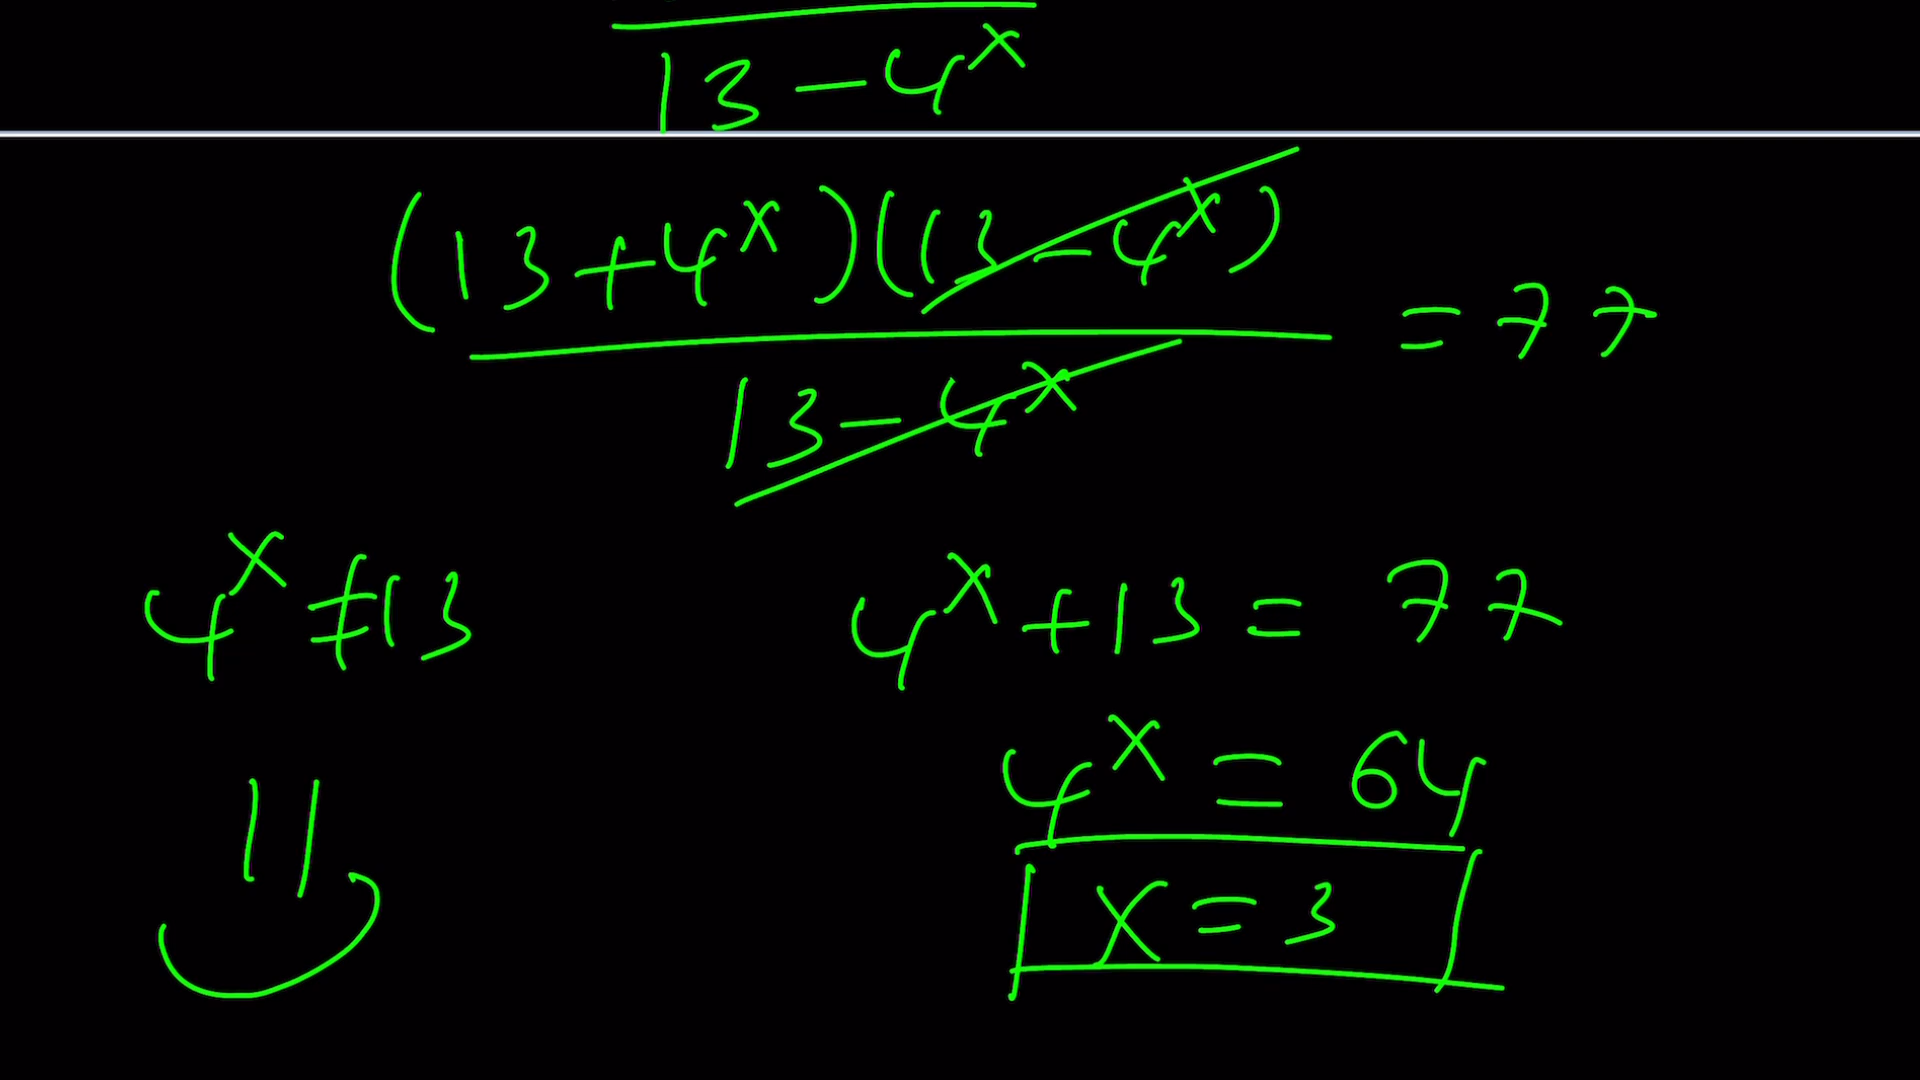 13 - 4^x
(13 + 4^x)(13 - 4^x)
= 77
13 - 4^x
4^x ≠ 13
4^x + 13 = 77
4^x = 64
x = 3